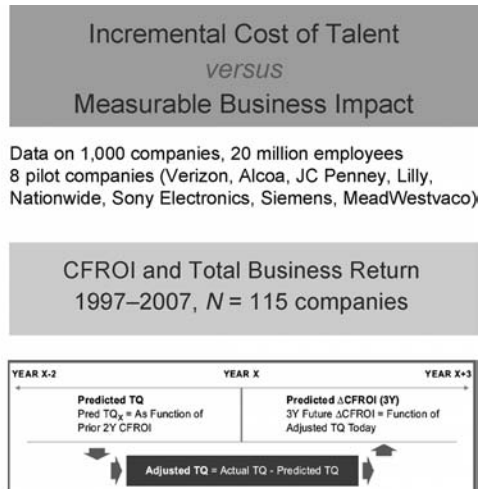 Incremental Cost of Talent
versus
Measurable Business Impact
Data on 1,000 companies, 20 million employees
8 pilot companies (Verizon, Alcoa, JC Penney, Lilly,
Nationwide, Sony Electronics, Siemens, MeadWestvaco)
CFROI and Total Business Return
1997–2007, N = 115 companies
YEAR X-2 YEAR X YEAR X+3
Predicted TQ
Pred TQX = As Function of
Prior 2Y CFROI
Predicted ΔCFROI (3Y)
3Y Future ΔCFROI = Function of
Adjusted TQ Today
Adjusted TQ = Actual TQ - Predicted TQ